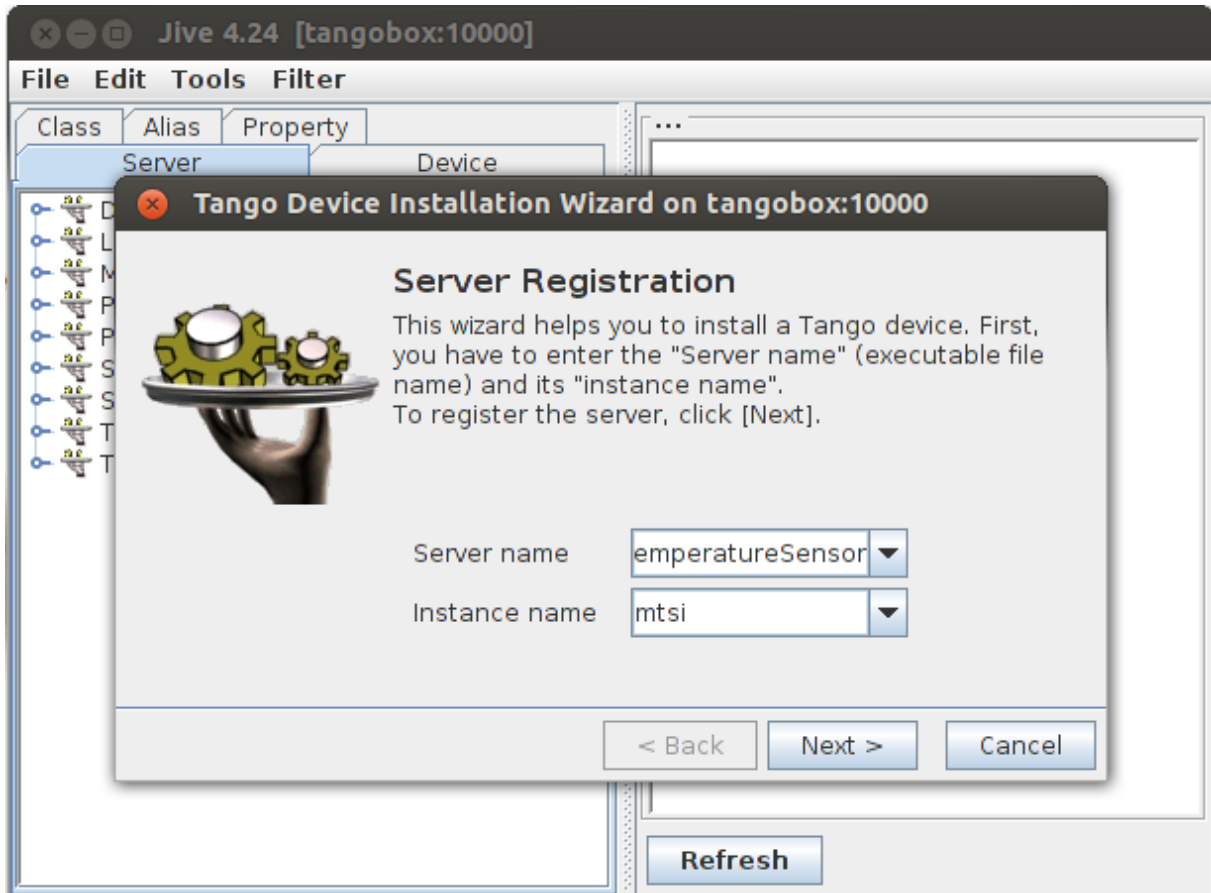 Jive 4.24 [tangobox:10000]
File Edit Tools Filter
Class Alias Property
Server Device
...
D
L
M
P
P
S
S
T
T
Tango Device Installation Wizard on tangobox:10000
Server Registration
This wizard helps you to install a Tango device. First,
you have to enter the "Server name" (executable file
name) and its "instance name".
To register the server, click [Next].
Server name emperatureSensor
Instance name mtsi
< Back Next > Cancel
Refresh